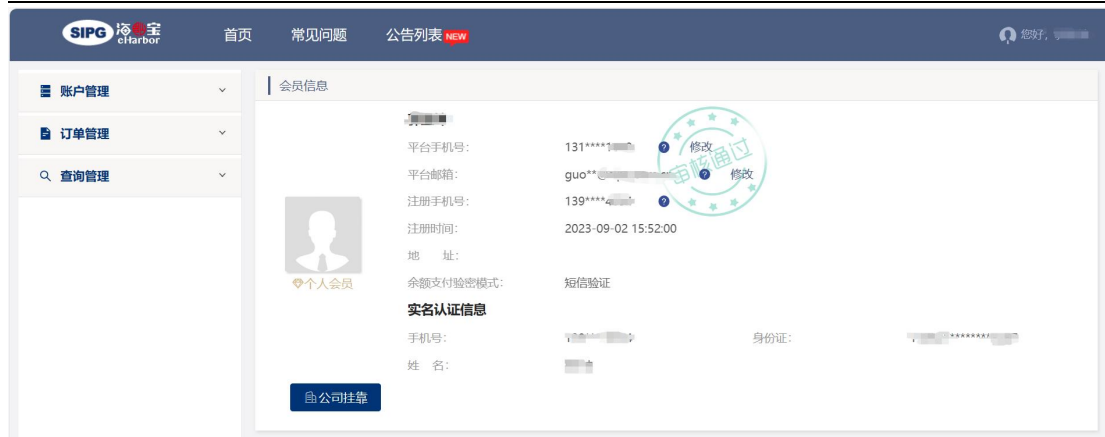 SIPG 海勃宝
eHarbor
首页
常见问题
公告列表 NEW
您好,
账户管理
订单管理
查询管理
会员信息
平台手机号: 131****1 ? 修改
平台邮箱: guo**@ ? 修改
注册手机号: 139****4 ?
审核通过
注册时间: 2023-09-02 15:52:00
地 址:
个人会员
余额支付验密模式: 短信验证
实名认证信息
手机号:
身份证: ********
姓 名:
公司挂靠